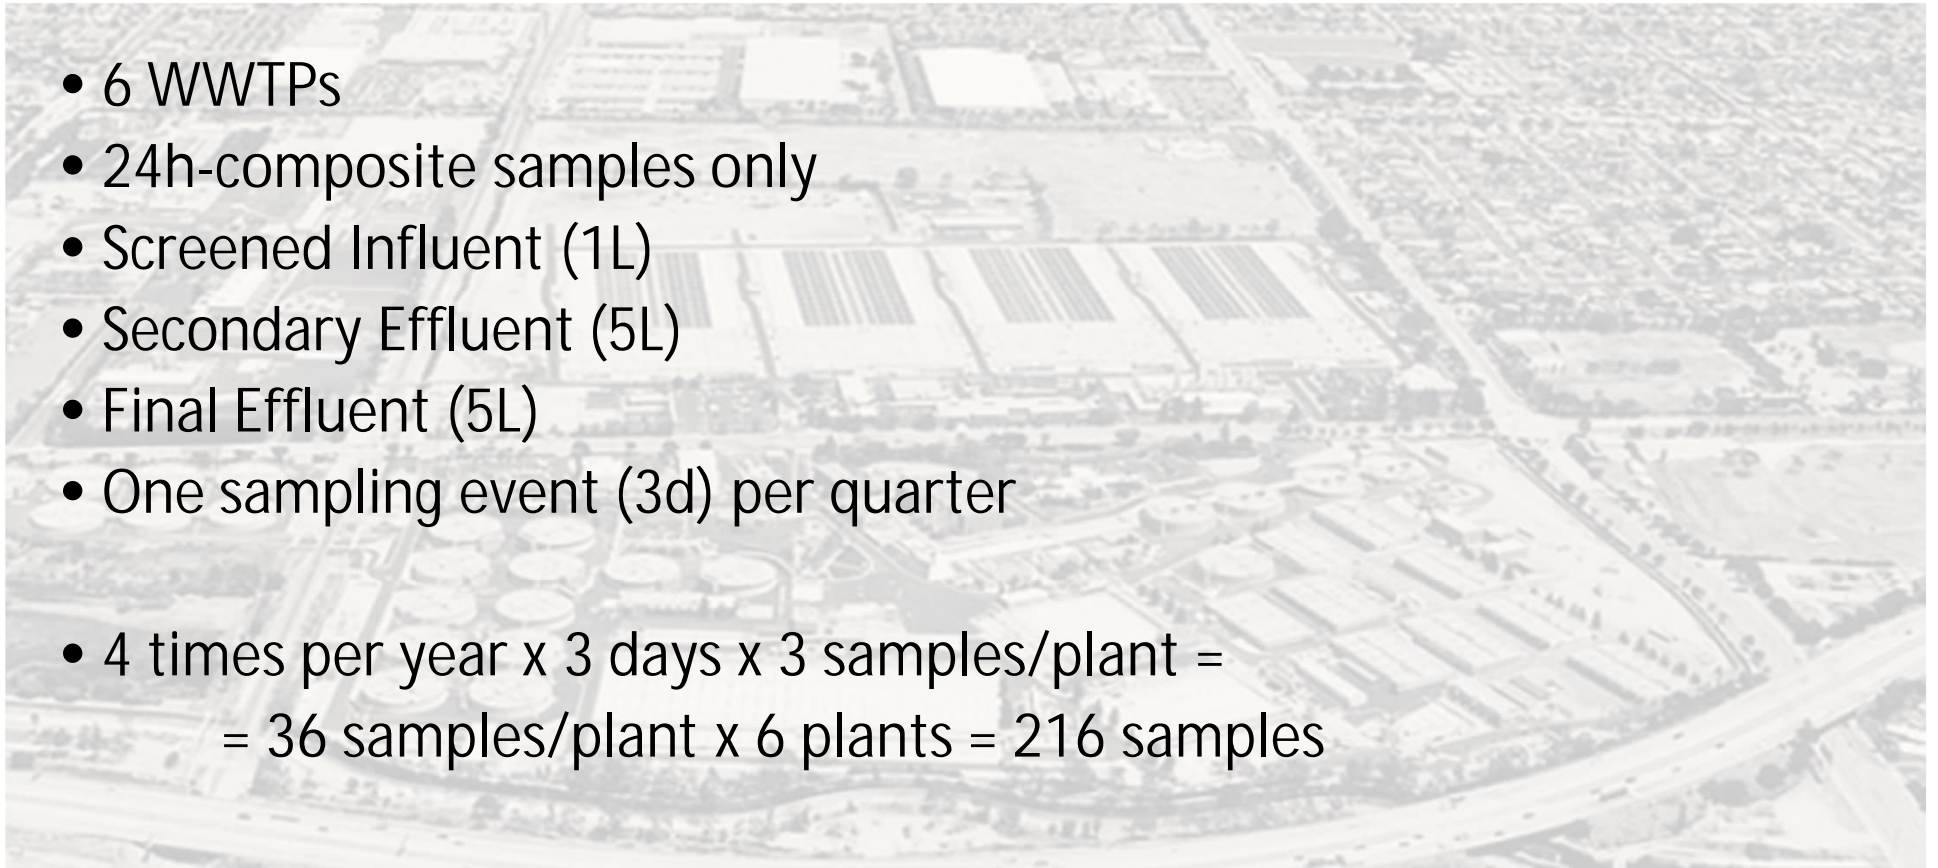 • 6 WWTPs
• 24h-composite samples only
• Screened Influent (1L)
• Secondary Effluent (5L)
• Final Effluent (5L)
• One sampling event (3d) per quarter
• 4 times per year x 3 days x 3 samples/plant =
= 36 samples/plant x 6 plants = 216 samples